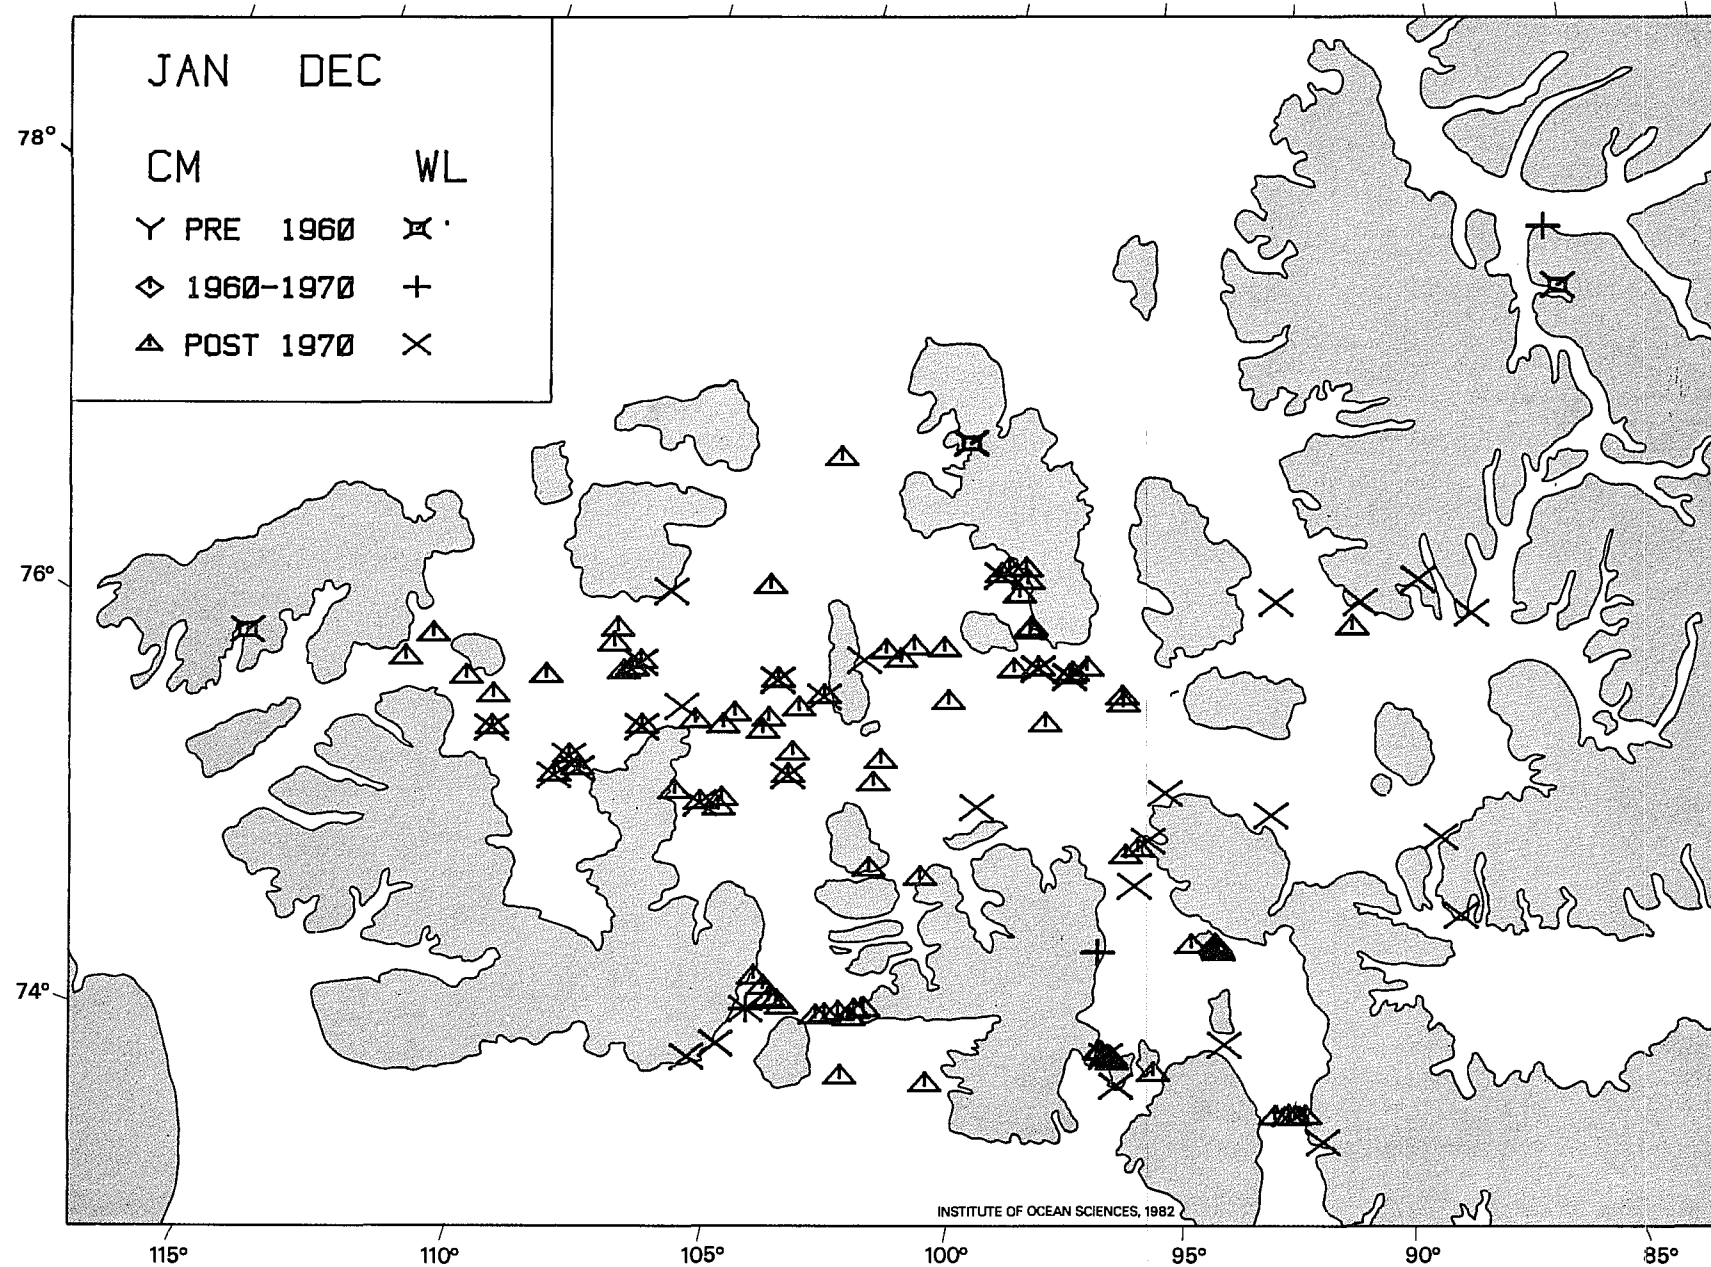 JAN DEC
CM WL
PRE 1960
1960-1970
POST 1970
78°
76°
74°
INSTITUTE OF OCEAN SCIENCES, 1982
115° 110° 105° 100° 95° 90° 85°